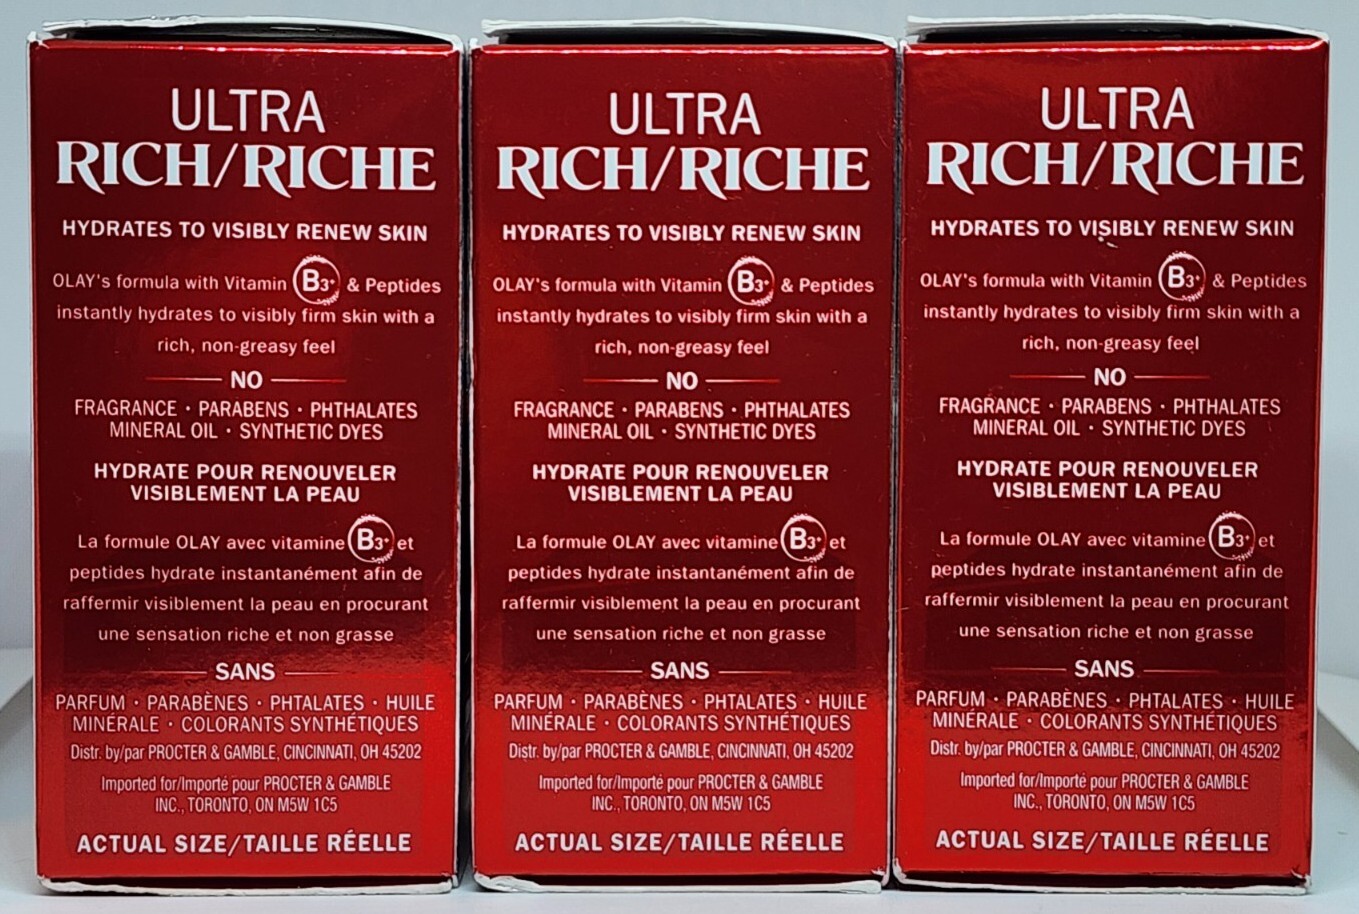 ULTRA
RICH/RICHE
HYDRATES TO VISIBLY RENEW SKIN
OLAY's formula with Vitamin B3+ & Peptides
instantly hydrates to visibly firm skin with a
rich, non-greasy feel
NO
FRAGRANCE • PARABENS • PHTHALATES
MINERAL OIL • SYNTHETIC DYES
HYDRATE POUR RENOUVELER
VISIBLEMENT LA PEAU
La formule OLAY avec vitamine B3+ et
peptides hydrate instantanément afin de
raffermir visiblement la peau en procurant
une sensation riche et non grasse
SANS
PARFUM • PARABÈNES • PHTALATES • HUILE
MINÉRALE • COLORANTS SYNTHÉTIQUES
Distr. by/par PROCTER & GAMBLE, CINCINNATI, OH 45202
Imported for/Importé pour PROCTER & GAMBLE
INC., TORONTO, ON M5W 1C5
ACTUAL SIZE/TAILLE RÉELLE
ULTRA
RICH/RICHE
HYDRATES TO VISIBLY RENEW SKIN
OLAY's formula with Vitamin B3+ & Peptides
instantly hydrates to visibly firm skin with a
rich, non-greasy feel
NO
FRAGRANCE • PARABENS • PHTHALATES
MINERAL OIL • SYNTHETIC DYES
HYDRATE POUR RENOUVELER
VISIBLEMENT LA PEAU
La formule OLAY avec vitamine B3+ et
peptides hydrate instantanément afin de
raffermir visiblement la peau en procurant
une sensation riche et non grasse
SANS
PARFUM • PARABÈNES • PHTALATES • HUILE
MINÉRALE • COLORANTS SYNTHÉTIQUES
Distr. by/par PROCTER & GAMBLE, CINCINNATI, OH 45202
Imported for/Importé pour PROCTER & GAMBLE
INC., TORONTO, ON M5W 1C5
ACTUAL SIZE/TAILLE RÉELLE
ULTRA
RICH/RICHE
HYDRATES TO VISIBLY RENEW SKIN
OLAY's formula with Vitamin B3+ & Peptides
instantly hydrates to visibly firm skin with a
rich, non-greasy feel
NO
FRAGRANCE • PARABENS • PHTHALATES
MINERAL OIL • SYNTHETIC DYES
HYDRATE POUR RENOUVELER
VISIBLEMENT LA PEAU
La formule OLAY avec vitamine B3+ et
peptides hydrate instantanément afin de
raffermir visiblement la peau en procurant
une sensation riche et non grasse
SANS
PARFUM • PARABÈNES • PHTALATES • HUILE
MINÉRALE • COLORANTS SYNTHÉTIQUES
Distr. by/par PROCTER & GAMBLE, CINCINNATI, OH 45202
Imported for/Importé pour PROCTER & GAMBLE
INC., TORONTO, ON M5W 1C5
ACTUAL SIZE/TAILLE RÉELLE